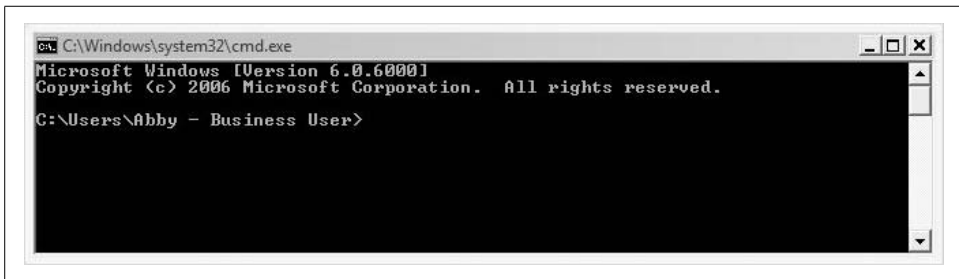 C:\Windows\system32\cmd.exe
Microsoft Windows [Version 6.0.6000]
Copyright (c) 2006 Microsoft Corporation.  All rights reserved.
C:\Users\Abby - Business User>